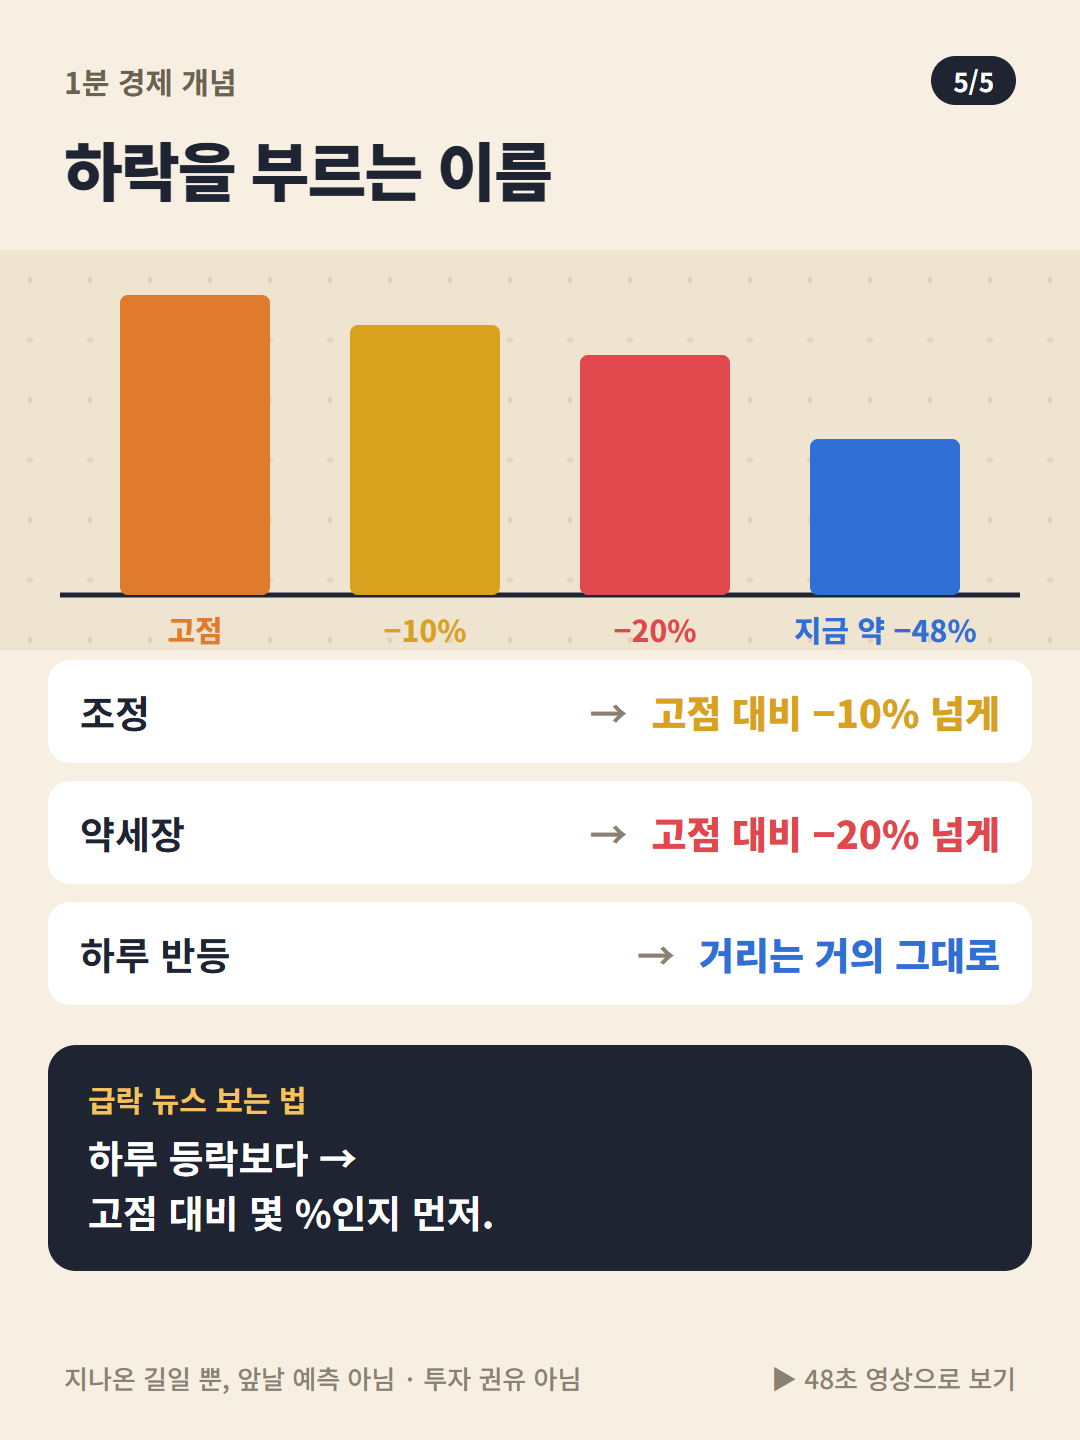 1분 경제 개념
5/5
하락을 부르는 이름
고점
−10%
−20%
지금 약 −48%
조정 → 고점 대비 −10% 넘게
약세장 → 고점 대비 −20% 넘게
하루 반등 → 거리는 거의 그대로
급락 뉴스 보는 법
하루 등락보다 →
고점 대비 몇 %인지 먼저.
지나온 길일 뿐, 앞날 예측 아님 · 투자 권유 아님
▶ 48초 영상으로 보기